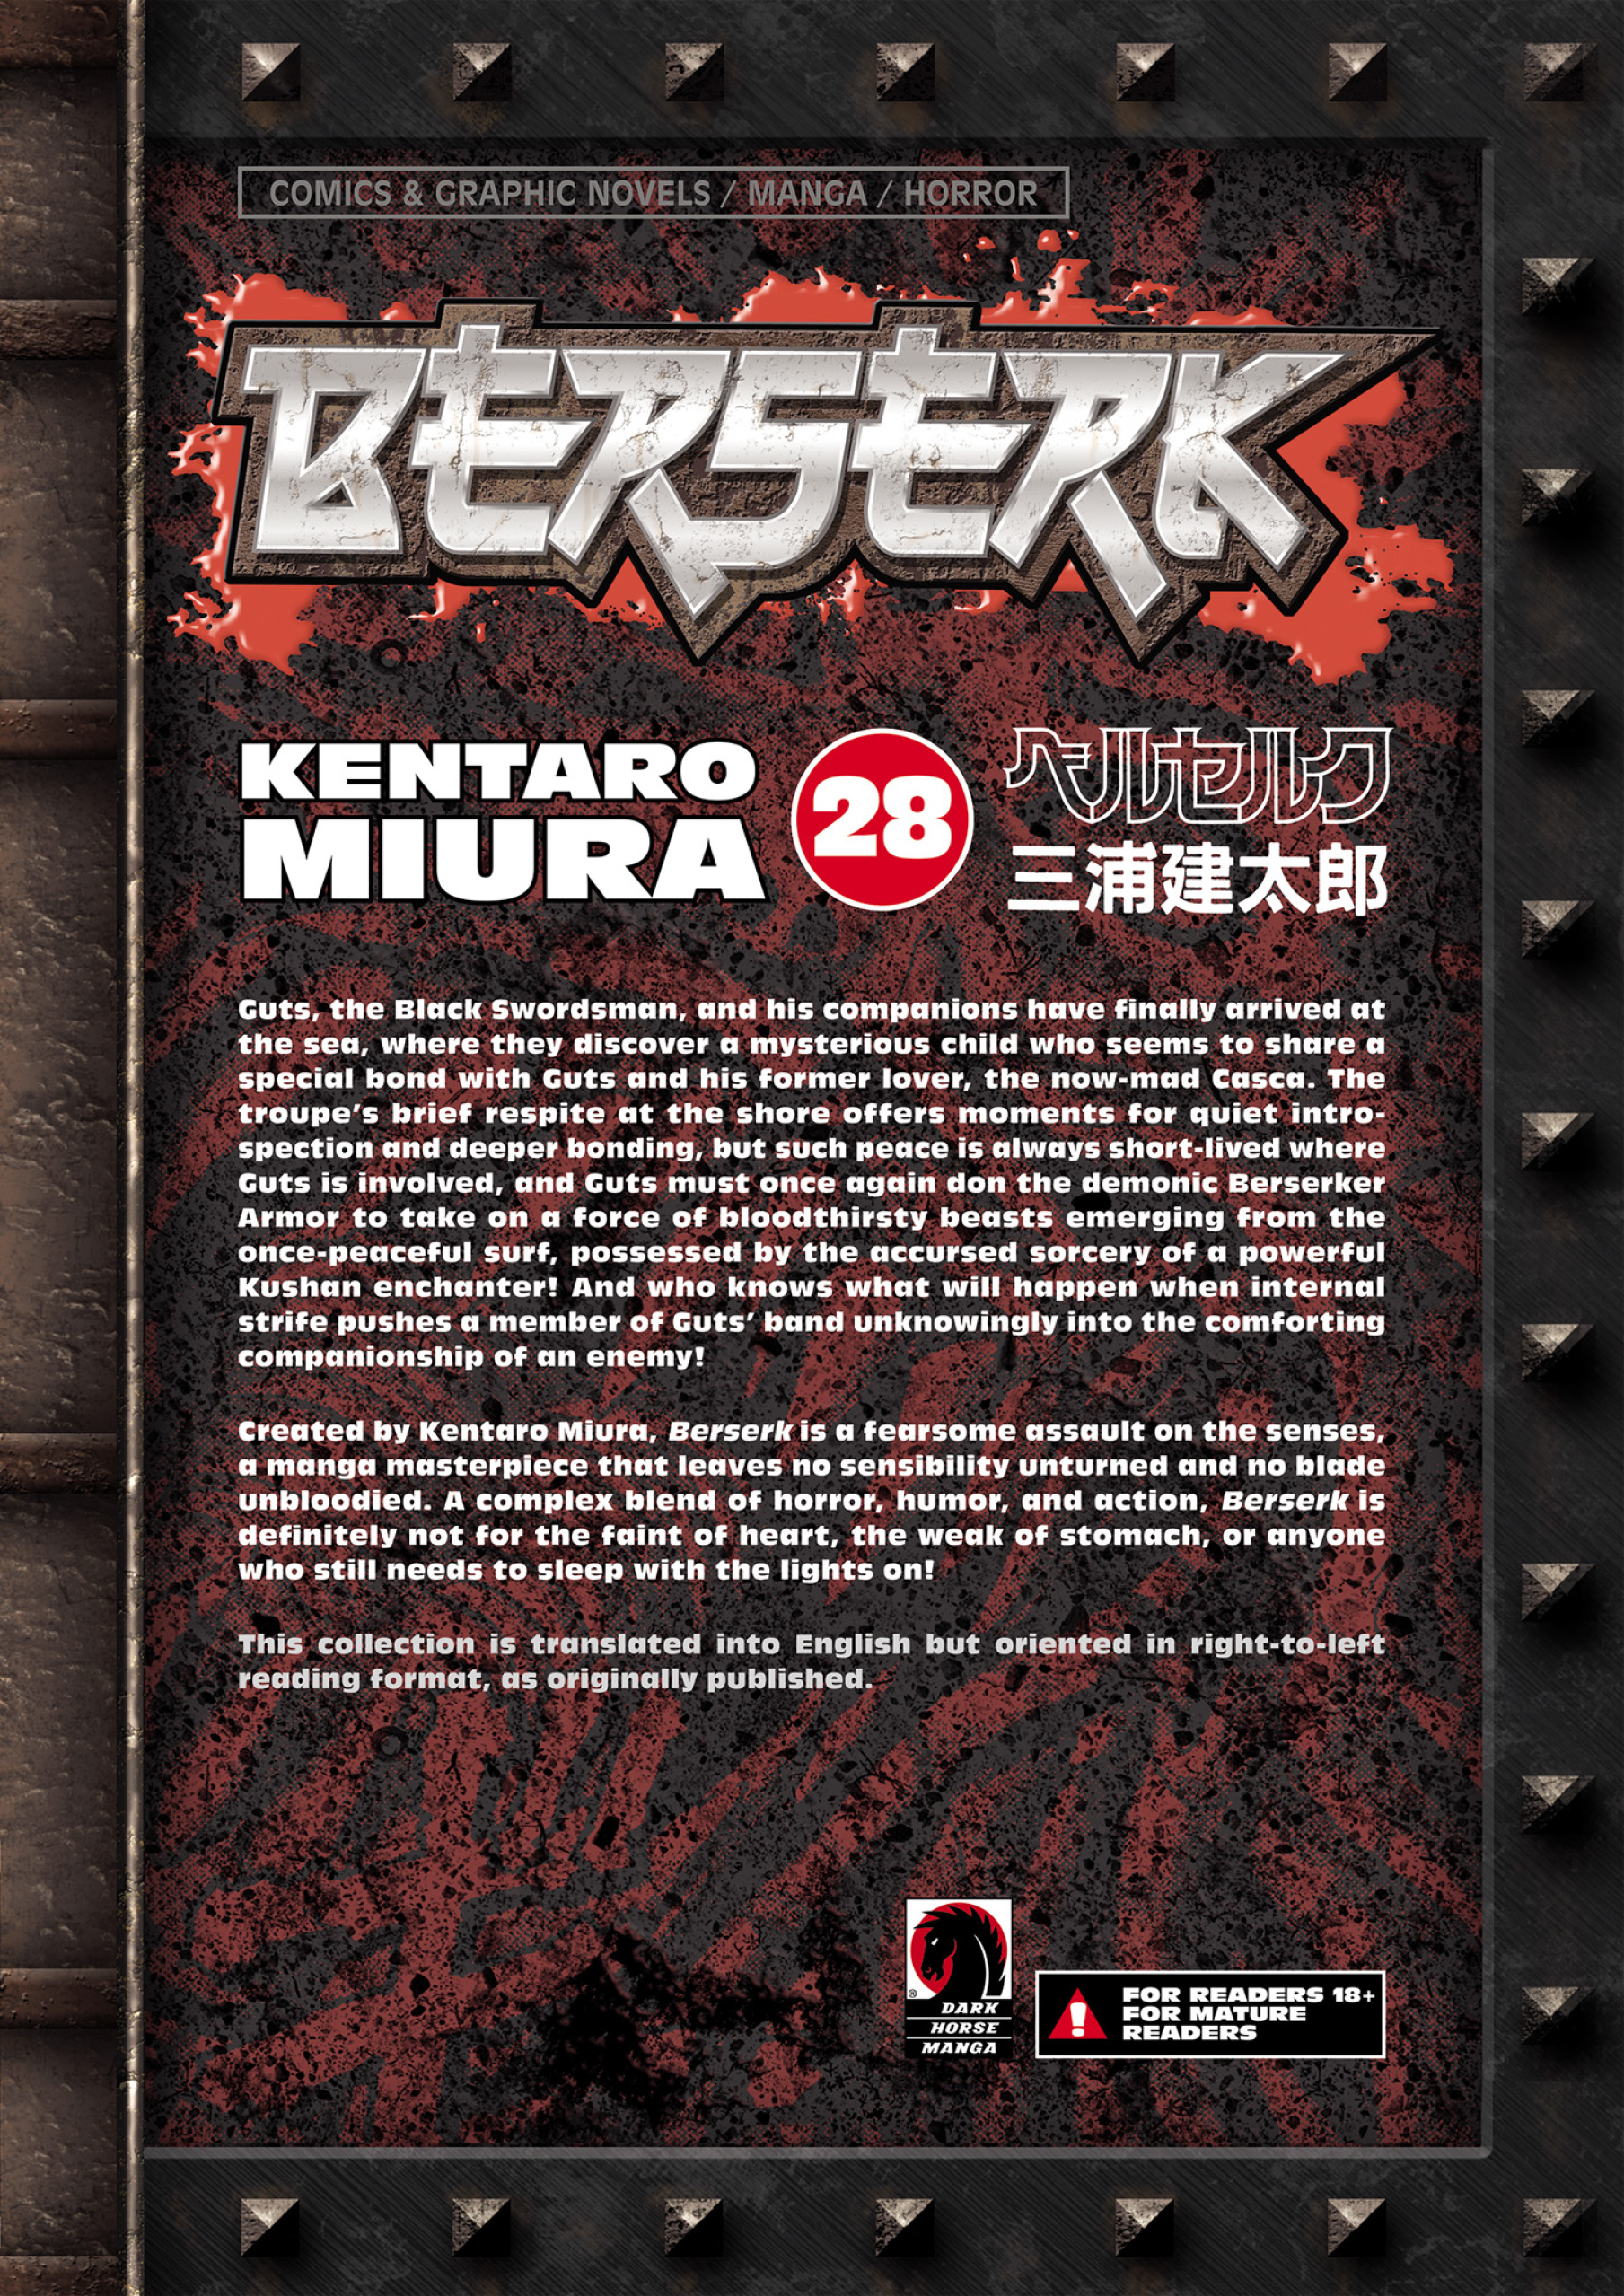 COMICS & GRAPHIC NOVELS / MANGA / HORROR
BERSERK
KENTARO
MIURA
28
ベルセルク
三浦建太郎
Guts, the Black Swordsman, and his companions have finally arrived at
the sea, where they discover a mysterious child who seems to share a
special bond with Guts and his former lover, the now-mad Casca. The
troupe's brief respite at the shore offers moments for quiet intro-
spection and deeper bonding, but such peace is always short-lived where
Guts is involved, and Guts must once again don the demonic Berserker
Armor to take on a force of bloodthirsty beasts emerging from the
once-peaceful surf, possessed by the accursed sorcery of a powerful
Kushan enchanter! And who knows what will happen when internal
strife pushes a member of Guts' band unknowingly into the comforting
companionship of an enemy!
Created by Kentaro Miura, Berserk is a fearsome assault on the senses,
a manga masterpiece that leaves no sensibility unturned and no blade
unbloodied. A complex blend of horror, humor, and action, Berserk is
definitely not for the faint of heart, the weak of stomach, or anyone
who still needs to sleep with the lights on!
This collection is translated into English but oriented in right-to-left
reading format, as originally published.
®
DARK
HORSE
MANGA
FOR READERS 18+
FOR MATURE
READERS